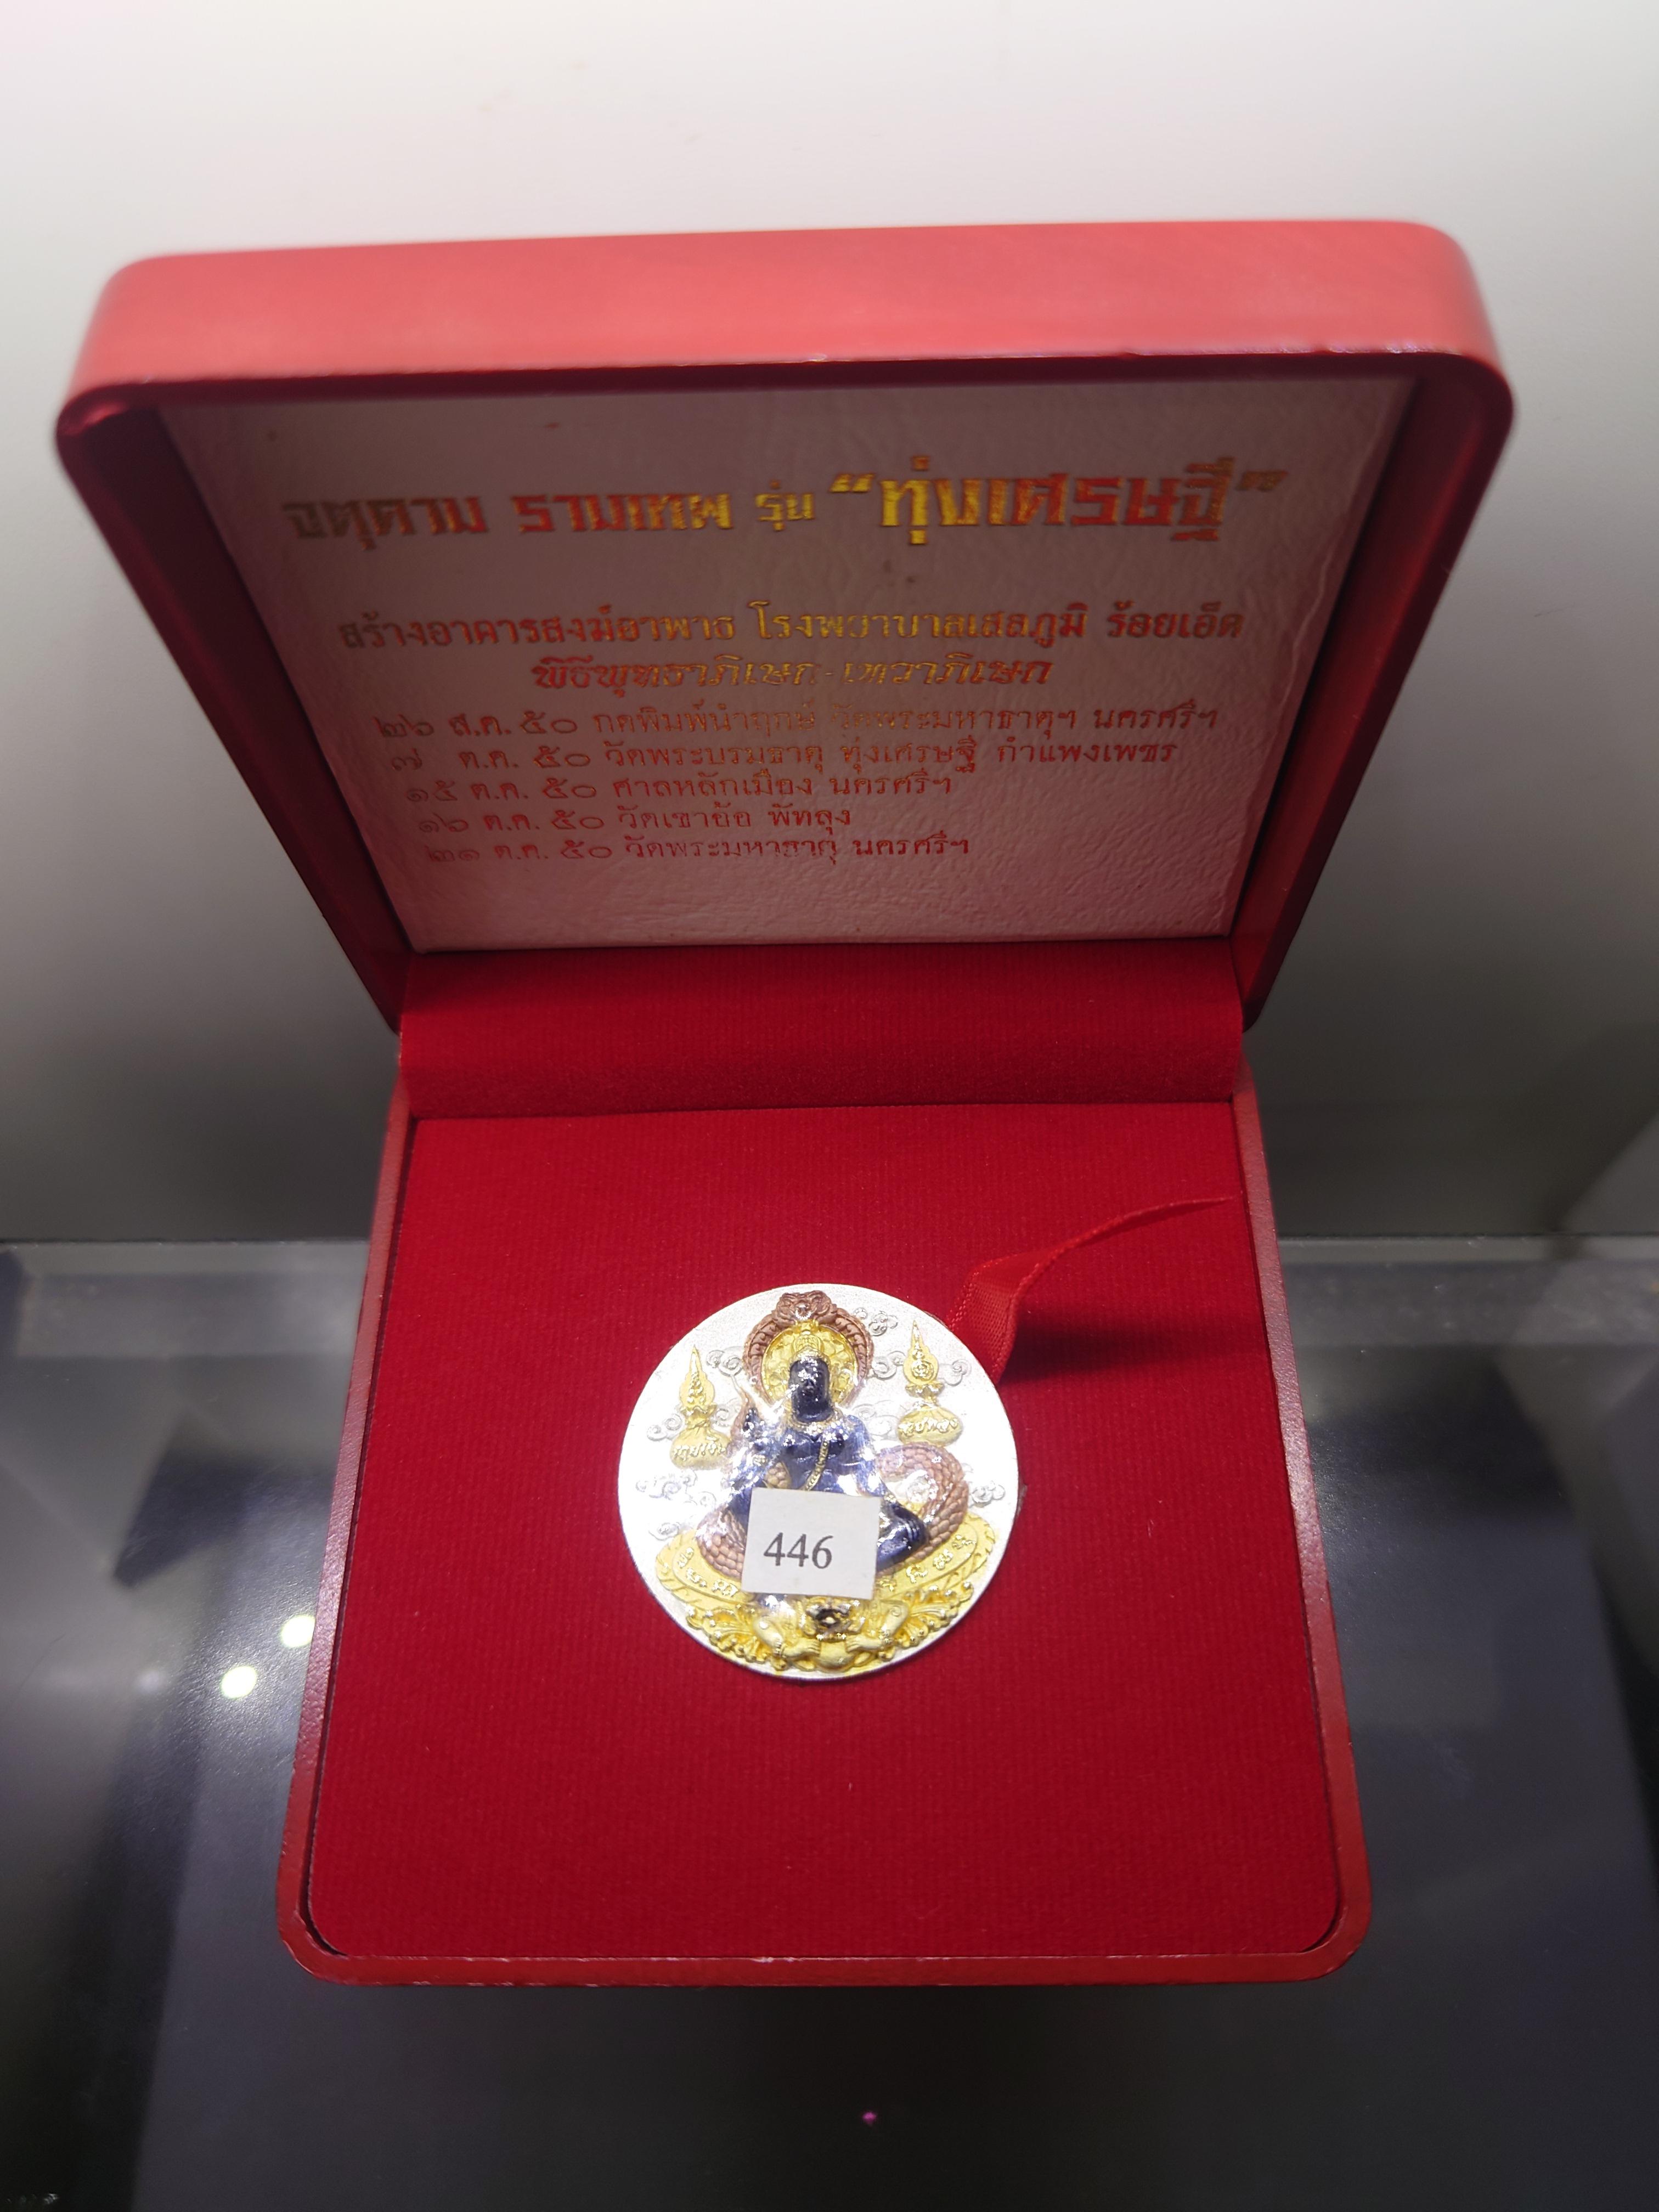 จตุคาม รามเทพ รุ่น “ทุ่งเศรษฐี”
สร้างอาคารสงฆ์อาพาธ โรงพยาบาลเสลภูมิ ร้อยเอ็ด
พิธีพุทธาภิเษก-เทวาภิเษก
๒๖ ส.ค. ๕๐ กดพิมพ์นำฤกษ์ วัดพระมหาธาตุฯ นครศรีฯ
๗ ต.ค. ๕๐ วัดพระบรมธาตุ ทุ่งเศรษฐี กำแพงเพชร
๑๕ ต.ค. ๕๐ ศาลหลักเมือง นครศรีฯ
๑๖ ต.ค. ๕๐ วัดเขาอ้อ พัทลุง
๒๑ ต.ค. ๕๐ วัดพระมหาธาตุ นครศรีฯ
446